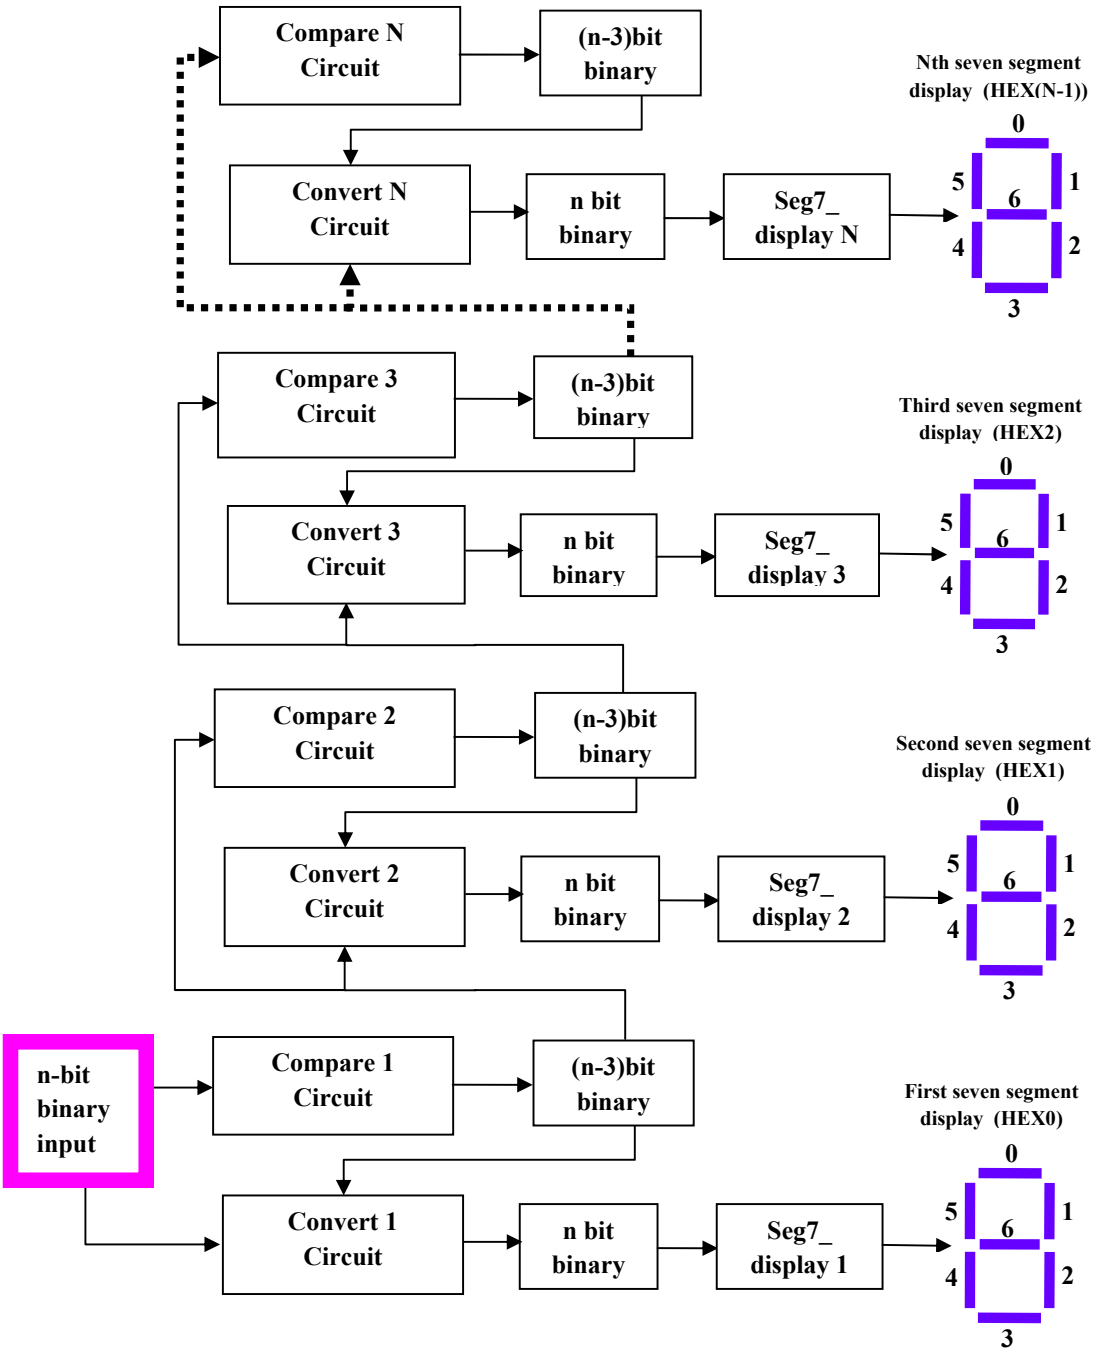 Compare N
Circuit
(n-3)bit
binary
Nth seven segment
display (HEX(N-1))
0
5
1
6
4
2
3
Convert N
Circuit
n bit
binary
Seg7_
display N
Compare 3
Circuit
(n-3)bit
binary
Third seven segment
display (HEX2)
0
5
1
6
4
2
3
Convert 3
Circuit
n bit
binary
Seg7_
display 3
Compare 2
Circuit
(n-3)bit
binary
Second seven segment
display (HEX1)
0
5
1
6
4
2
3
Convert 2
Circuit
n bit
binary
Seg7_
display 2
n-bit
binary
input
Compare 1
Circuit
(n-3)bit
binary
First seven segment
display (HEX0)
0
5
1
6
4
2
3
Convert 1
Circuit
n bit
binary
Seg7_
display 1